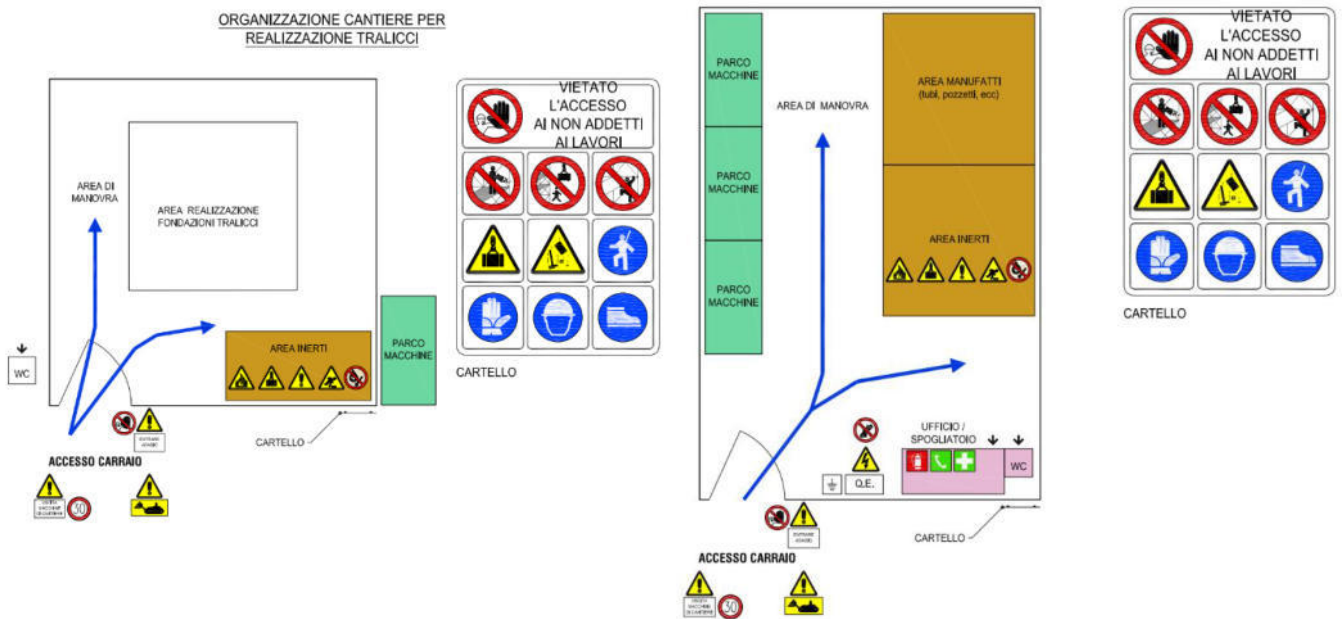 ORGANIZZAZIONE CANTIERE PER
REALIZZAZIONE TRALICCI
AREA DI
MANOVRA
AREA REALIZZAZIONE
FONDAZIONI TRALICCI
AREA INERTI
PARCO
MACCHINE
WC
CARTELLO
ACCESSO CARRAIO
30
VIETATO
L'ACCESSO
AI NON ADDETTI
AI LAVORI
CARTELLO
PARCO
MACCHINE
PARCO
MACCHINE
PARCO
MACCHINE
AREA DI MANOVRA
AREA MANUFATTI
(tubi, pozzetti, ecc)
AREA INERTI
UFFICIO /
SPOGLIATOIO
WC
Q.E.
CARTELLO
ACCESSO CARRAIO
30
VIETATO
L'ACCESSO
AI NON ADDETTI
AI LAVORI
CARTELLO